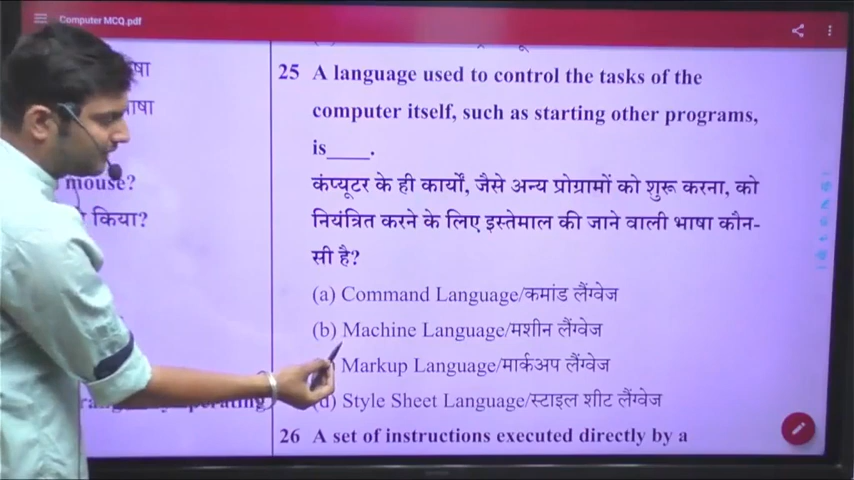 Computer MCQ.pdf
mouse?
किया?
25 A language used to control the tasks of the
computer itself, such as starting other programs,
is____.
कंप्यूटर के ही कार्यों, जैसे अन्य प्रोग्रामों को शुरू करना, को
नियंत्रित करने के लिए इस्तेमाल की जाने वाली भाषा कौन-
सी है?
(a) Command Language/कमांड लैंग्वेज
(b) Machine Language/मशीन लैंग्वेज
Markup Language/मार्कअप लैंग्वेज
(d) Style Sheet Language/स्टाइल शीट लैंग्वेज
26 A set of instructions executed directly by a